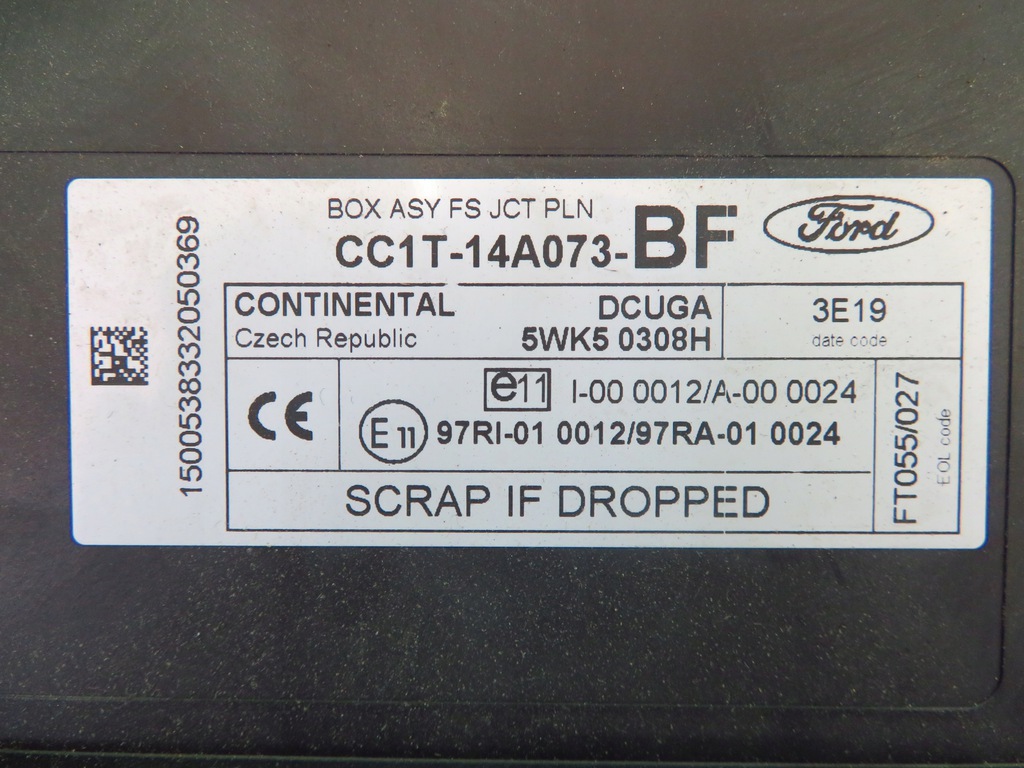 BOX ASY FS JCT PLN
CC1T-14A073-BF
Ford
15005383332050369
CONTINENTAL DCUGA
Czech Republic 5WK5 0308H
3E19
date code
CE
e11 I-00 0012/A-00 0024
E11 97RI-01 0012/97RA-01 0024
SCRAP IF DROPPED
FT055/027
EOL code